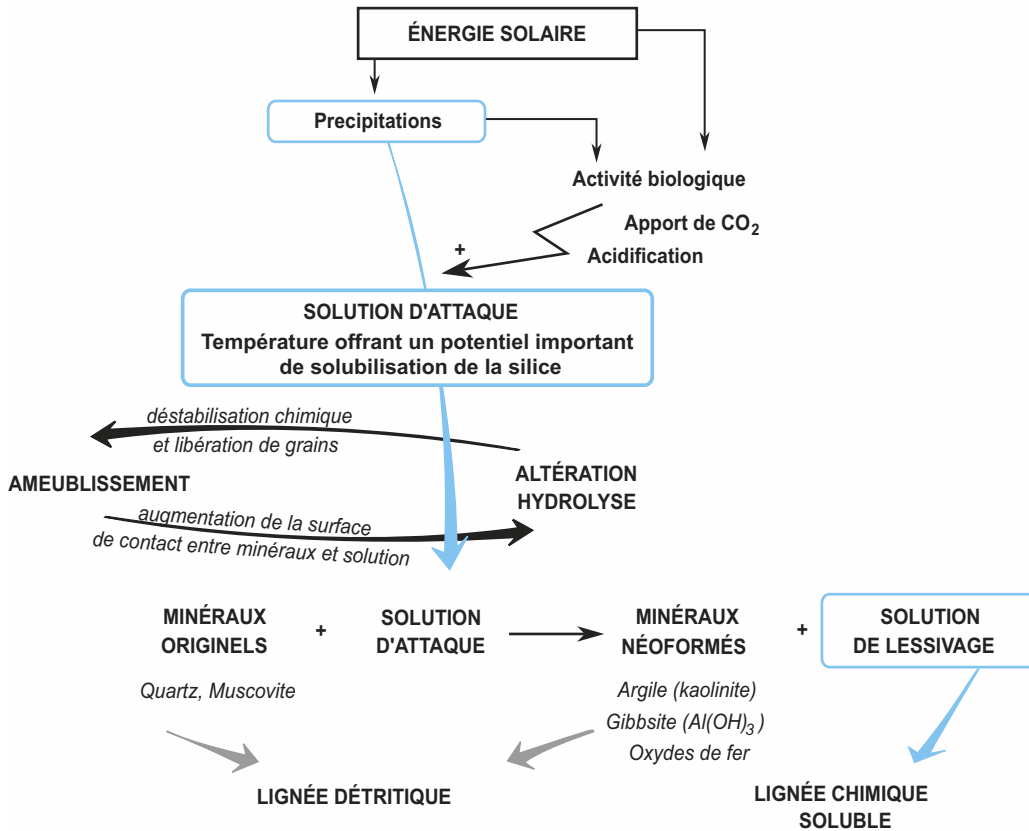 ÉNERGIE SOLAIRE
Precipitations
Activité biologique
Apport de CO₂
+
Acidification
SOLUTION D'ATTAQUE
Température offrant un potentiel important
de solubilisation de la silice
déstabilisation chimique
et libération de grains
AMEUBLISSEMENT
ALTÉRATION
HYDROLYSE
augmentation de la surface
de contact entre minéraux et solution
MINÉRAUX
ORIGINELS
+
SOLUTION
D'ATTAQUE
MINÉRAUX
NÉOFORMÉS
+
SOLUTION
DE LESSIVAGE
Quartz, Muscovite
Argile (kaolinite)
Gibbsite (Al(OH)₃ )
Oxydes de fer
LIGNÉE DÉTRITIQUE
LIGNÉE CHIMIQUE
SOLUBLE